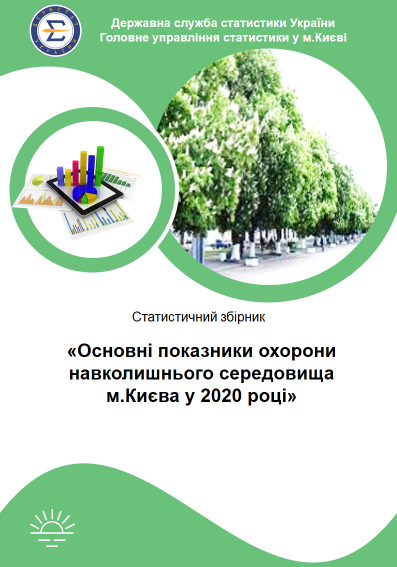 Державна служба статистики України
Головне управління статистики у м.Києві
Статистичний збірник
«Основні показники охорони
навколишнього середовища
м.Києва у 2020 році»